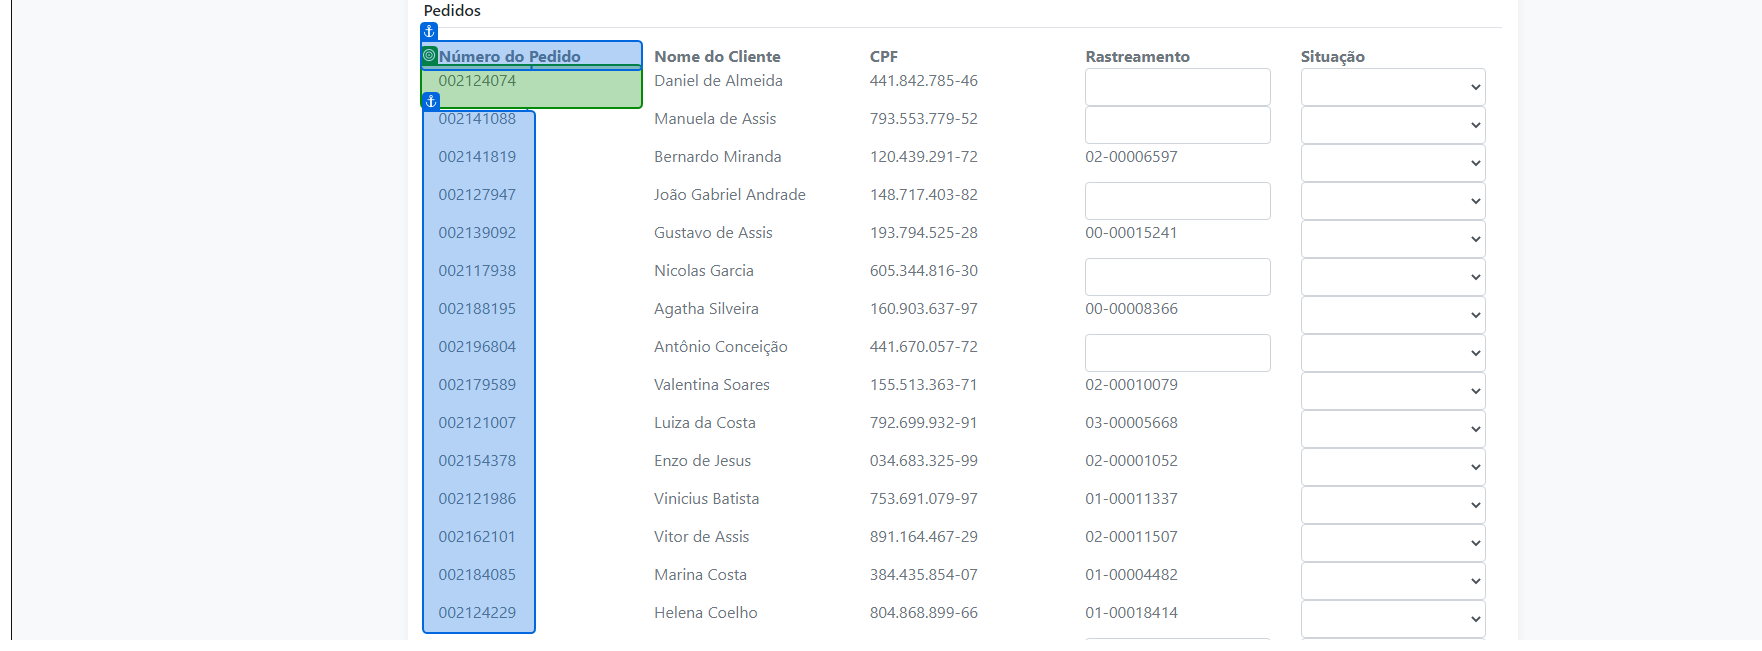 Pedidos
Número do Pedido Nome do Cliente CPF Rastreamento Situação
002124074 Daniel de Almeida 441.842.785-46
002141088 Manuela de Assis 793.553.779-52
002141819 Bernardo Miranda 120.439.291-72 02-00006597
002127947 João Gabriel Andrade 148.717.403-82
002139092 Gustavo de Assis 193.794.525-28 00-00015241
002117938 Nicolas Garcia 605.344.816-30
002188195 Agatha Silveira 160.903.637-97 00-00008366
002196804 Antônio Conceição 441.670.057-72
002179589 Valentina Soares 155.513.363-71 02-00010079
002121007 Luiza da Costa 792.699.932-91 03-00005668
002154378 Enzo de Jesus 034.683.325-99 02-00001052
002121986 Vinicius Batista 753.691.079-97 01-00011337
002162101 Vitor de Assis 891.164.467-29 02-00011507
002184085 Marina Costa 384.435.854-07 01-00004482
002124229 Helena Coelho 804.868.899-66 01-00018414